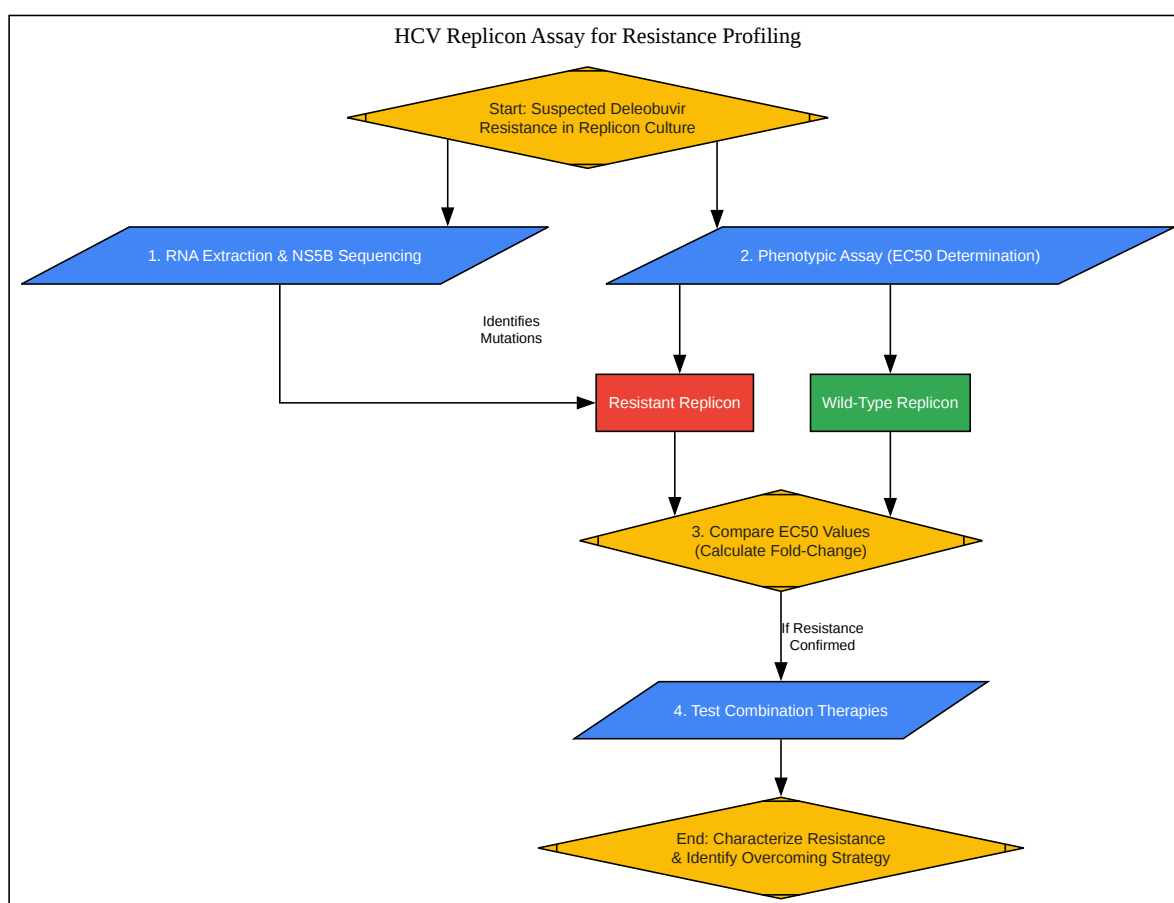 HCV Replicon Assay for Resistance Profiling
Start: Suspected Deleobuvir
Resistance in Replicon Culture
1. RNA Extraction & NS5B Sequencing
2. Phenotypic Assay (EC50 Determination)
Identifies
Mutations
Resistant Replicon
Wild-Type Replicon
3. Compare EC50 Values
(Calculate Fold-Change)
If Resistance
Confirmed
4. Test Combination Therapies
End: Characterize Resistance
& Identify Overcoming Strategy